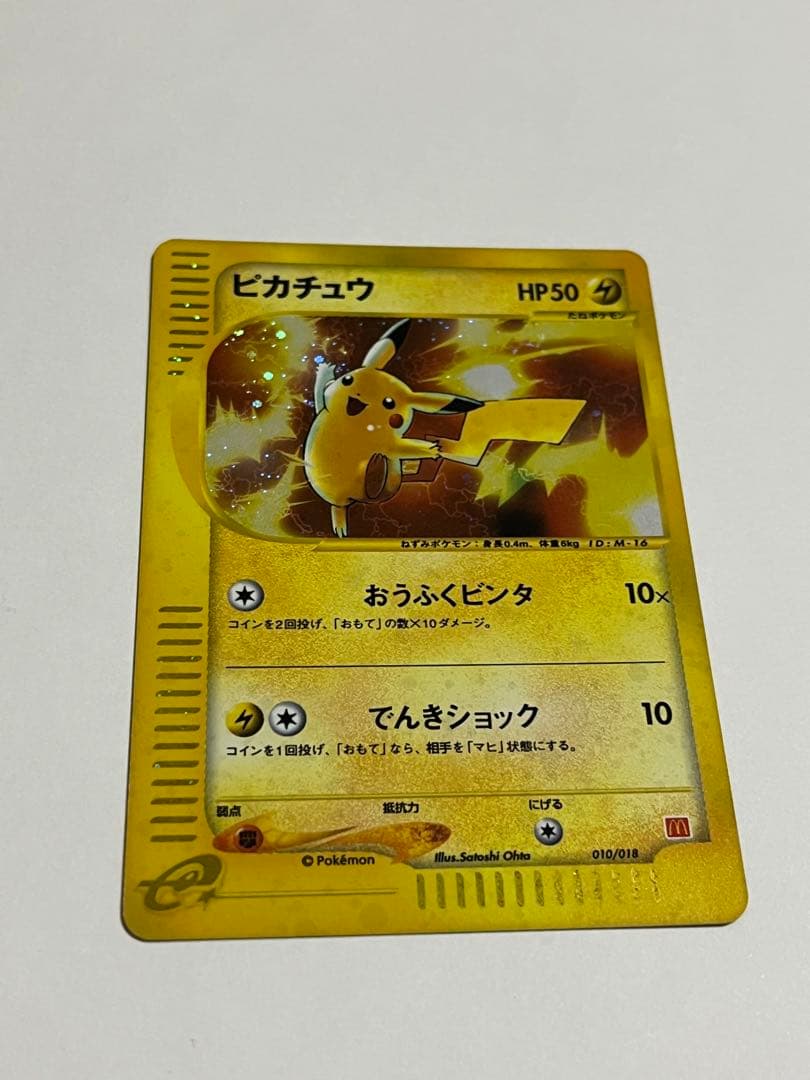 ピカチュウ HP50
たねポケモン
ねずみポケモン:身長0.4m、体重6kg ID:M-16
おうふくビンタ 10×
コインを2回投げ、「おもて」の数×10ダメージ。
でんきショック 10
コインを1回投げ、「おもて」なら、相手を「マヒ」状態にする。
弱点 抵抗力 にげる
©Pokémon Illus.Satoshi Ohta 010/018